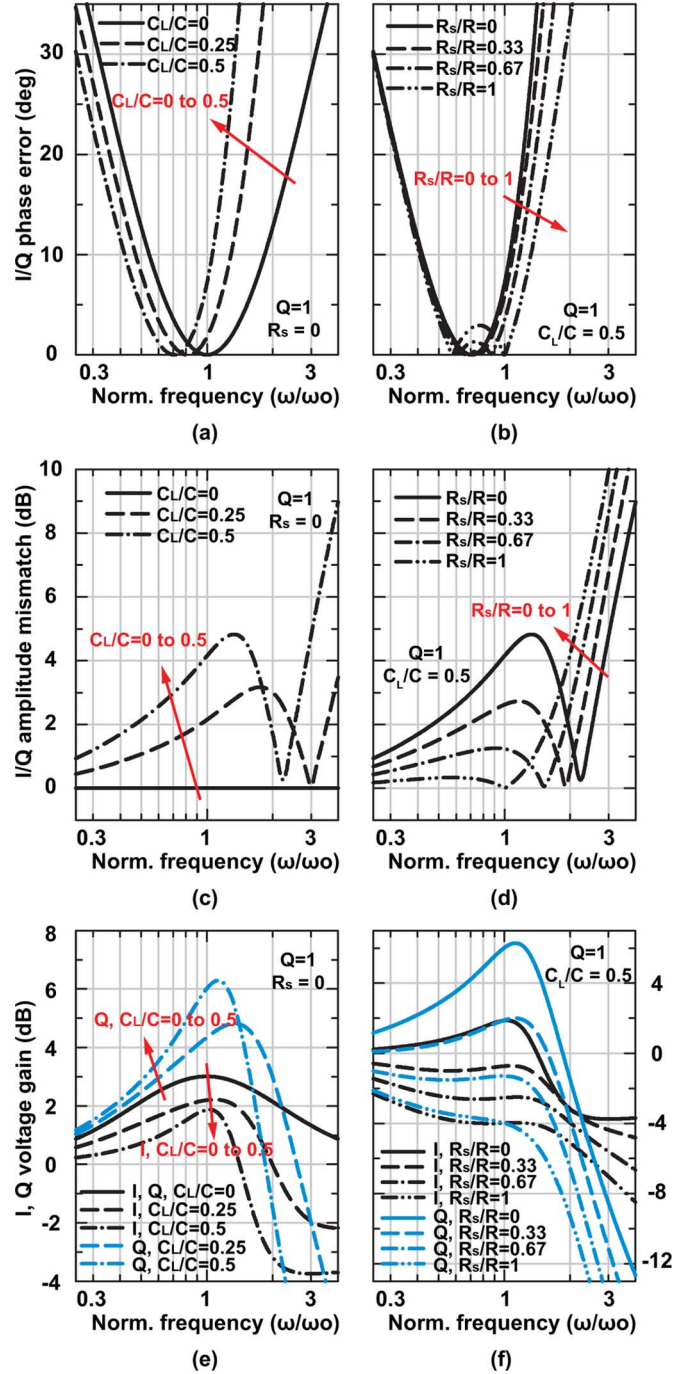 I/Q phase error (deg)
30
20
10
0
CL/C=0
CL/C=0.25
CL/C=0.5
CL/C=0 to 0.5
Q=1
Rs = 0
0.3 1 3
Norm. frequency (ω/ωo)
(a)
30
20
10
0
Rs/R=0
Rs/R=0.33
Rs/R=0.67
Rs/R=1
Rs/R=0 to 1
Q=1
CL/C = 0.5
0.3 1 3
Norm. frequency (ω/ωo)
(b)
I/Q amplitude mismatch (dB)
10
8
6
4
2
0
CL/C=0
CL/C=0.25
CL/C=0.5
Q=1
Rs = 0
CL/C=0 to 0.5
0.3 1 3
Norm. frequency (ω/ωo)
(c)
10
8
6
4
2
0
Rs/R=0
Rs/R=0.33
Rs/R=0.67
Rs/R=1
Rs/R=0 to 1
Q=1
CL/C = 0.5
0.3 1 3
Norm. frequency (ω/ωo)
(d)
I, Q voltage gain (dB)
8
6
4
2
0
-2
-4
Q=1
Rs = 0
Q, CL/C=0 to 0.5
I, CL/C=0 to 0.5
I, Q, CL/C=0
I, CL/C=0.25
I, CL/C=0.5
Q, CL/C=0.25
Q, CL/C=0.5
0.3 1 3
Norm. frequency (ω/ωo)
(e)
Q=1
CL/C = 0.5
4
0
-4
-8
-12
I, Rs/R=0
I, Rs/R=0.33
I, Rs/R=0.67
I, Rs/R=1
Q, Rs/R=0
Q, Rs/R=0.33
Q, Rs/R=0.67
Q, Rs/R=1
0.3 1 3
Norm. frequency (ω/ωo)
(f)